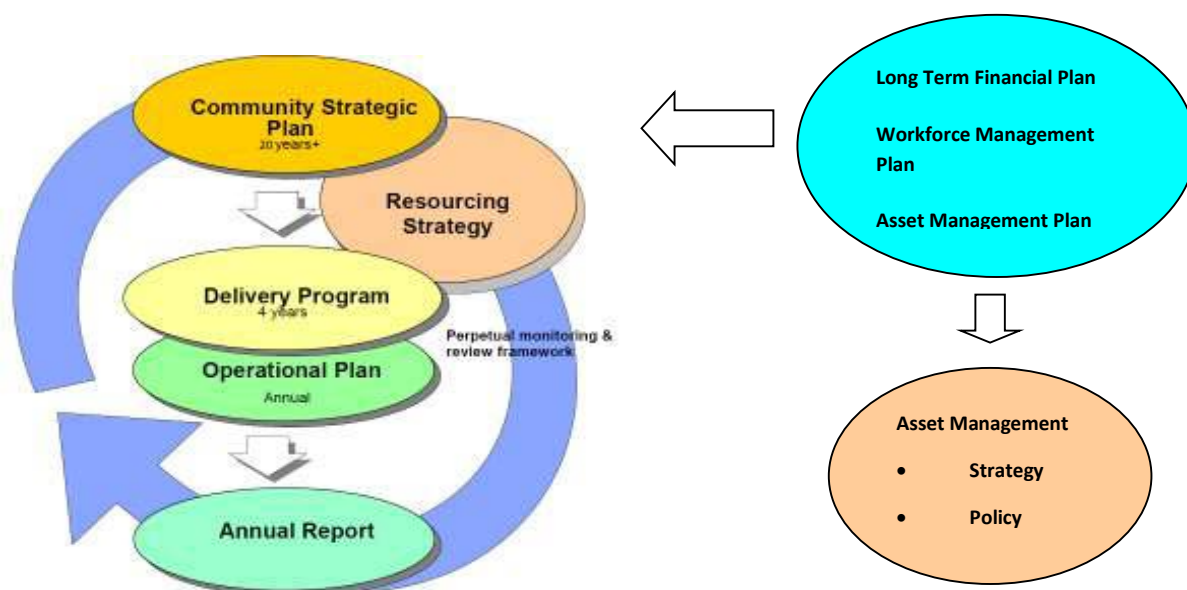 Community Strategic
Plan
20 years+
Resourcing
Strategy
Delivery Program
4 years
Perpetual monitoring &
review framework
Operational Plan
Annual
Annual Report
Long Term Financial Plan
Workforce Management
Plan
Asset Management Plan
Asset Management
• Strategy
• Policy